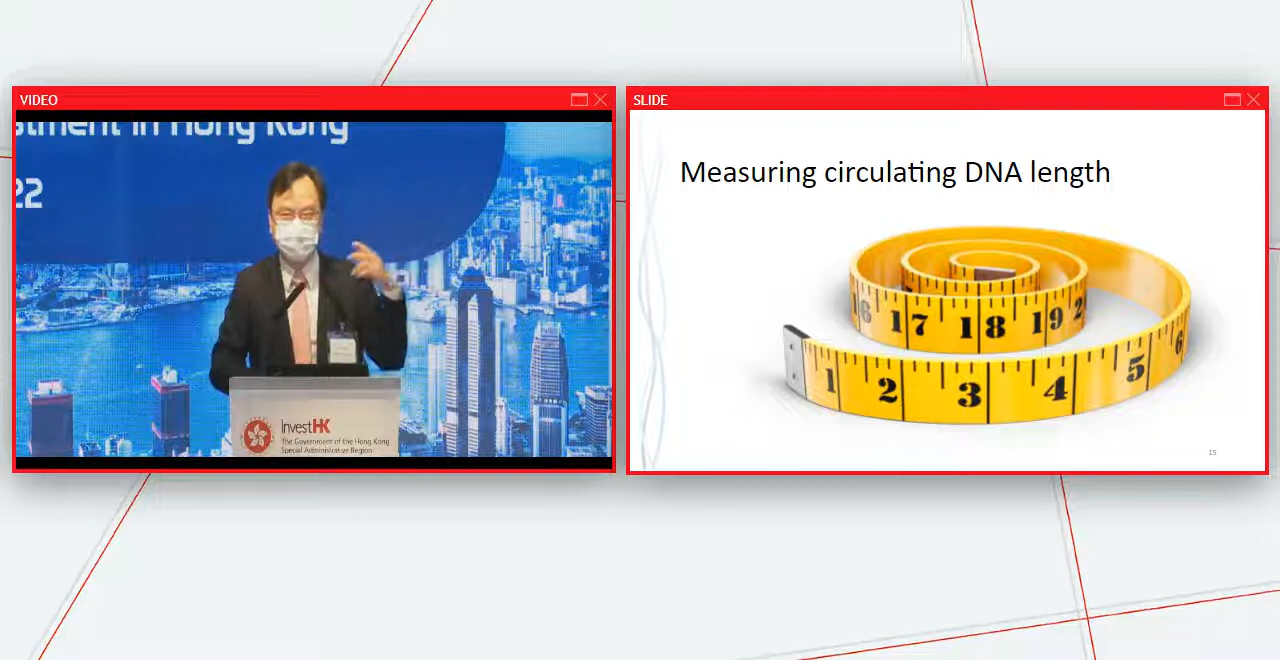 VIDEO
stment in Hong Kong
22
InvestHK
The Government of the Hong Kong
Special Administrative Region
SLIDE
Measuring circulating DNA length
16 17 18 19 2
1 2 3 4 5 6
15